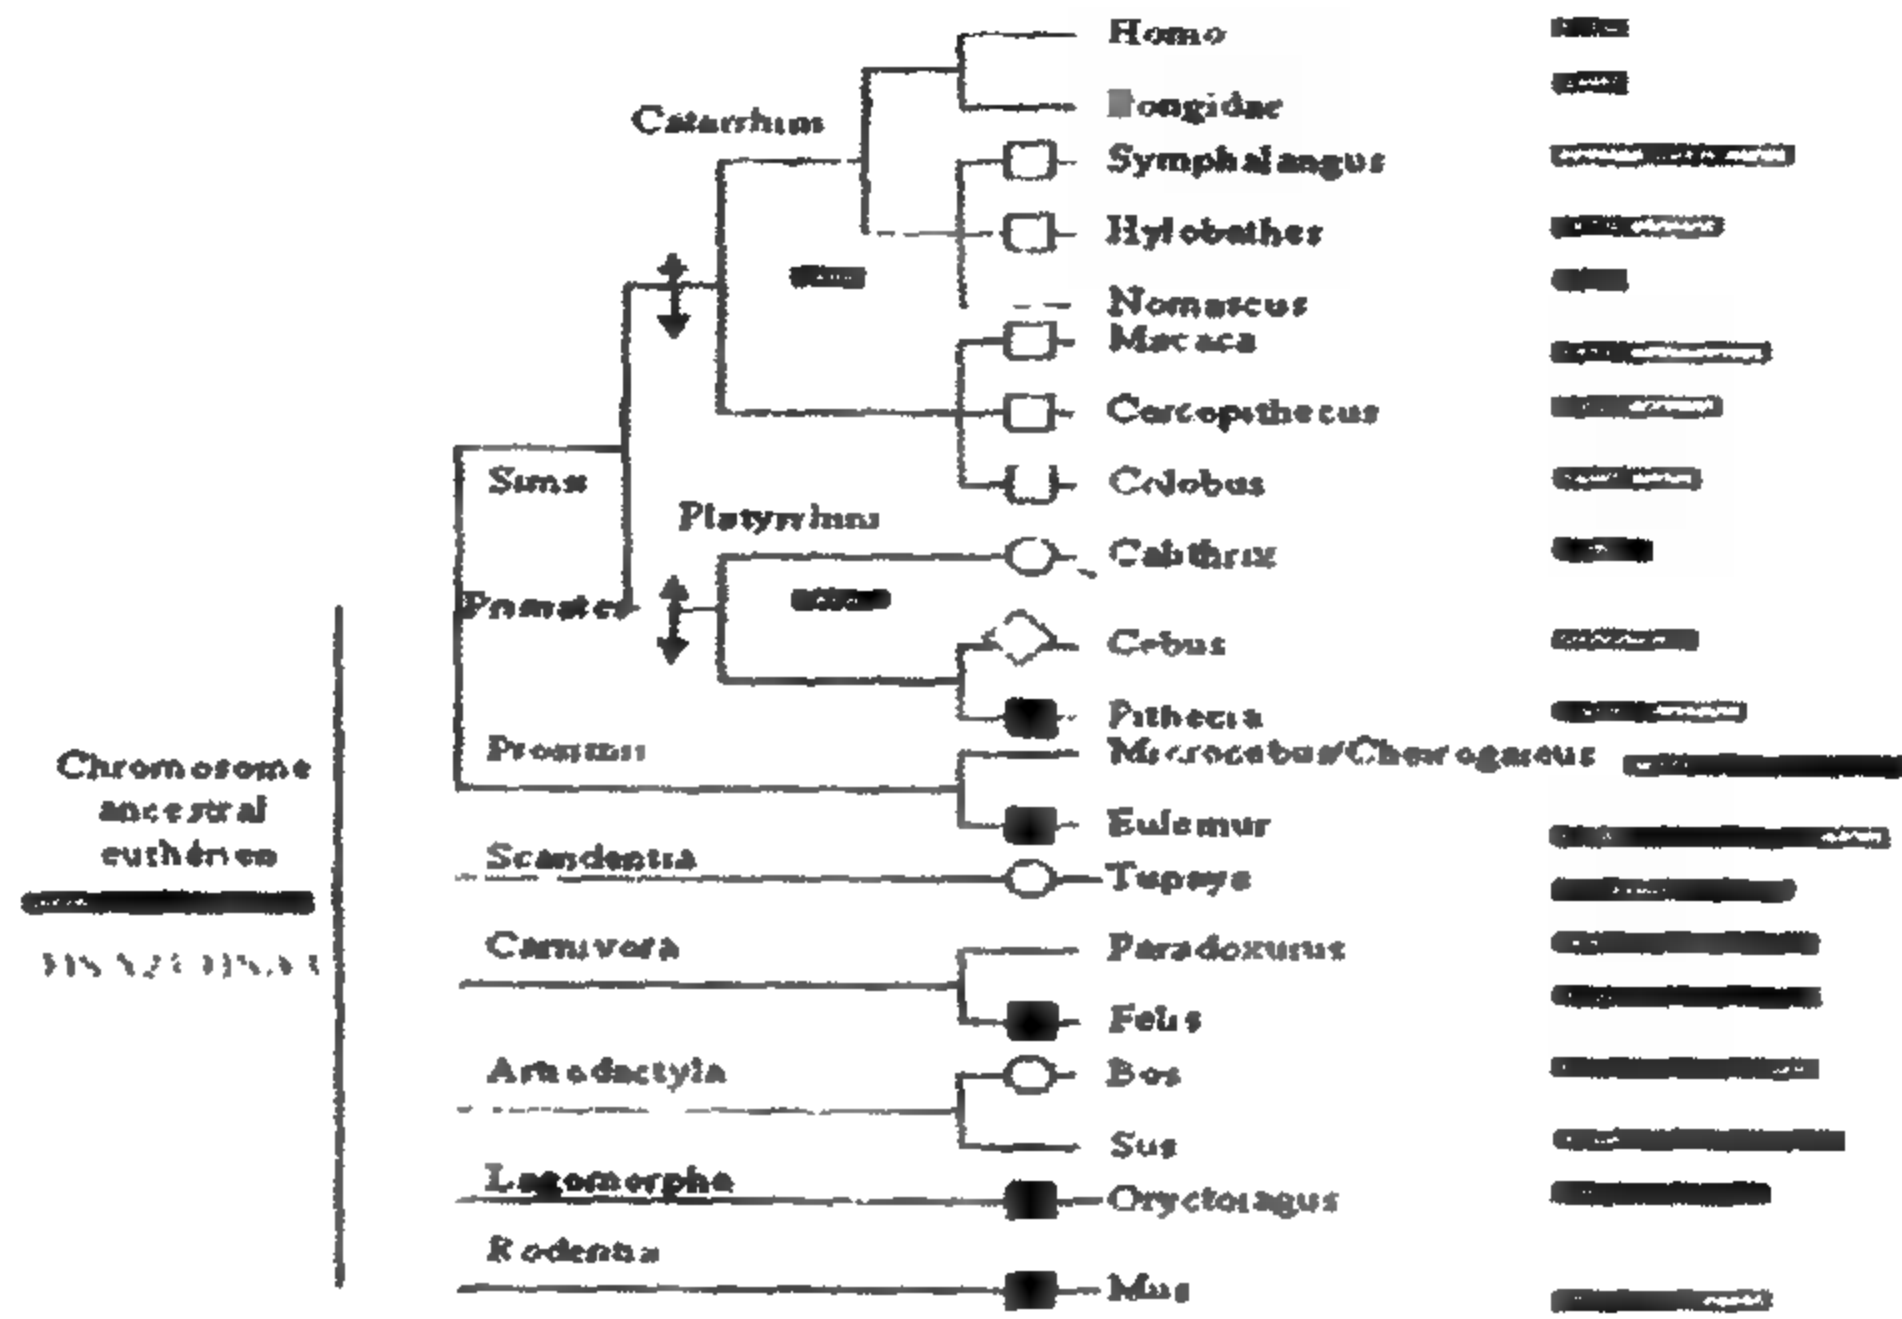 Homo
Pongidae
Catarrhini
Symphalangus
Hylobathes
Nomascus
Macaca
Cercopithecus
Simii
Colobus
Platyrrhini
Callithrix
Primates
Cebus
Pithecia
Prosimii
Microcebus/Cheirogaleus
Chromosome
ancestral
euthérien
Eulemur
Scandentia
Tupaya
Carnivora
Paradoxurus
Felis
Artiodactyla
Bos
Sus
Lagomorpha
Oryctolagus
Rodentia
Mus